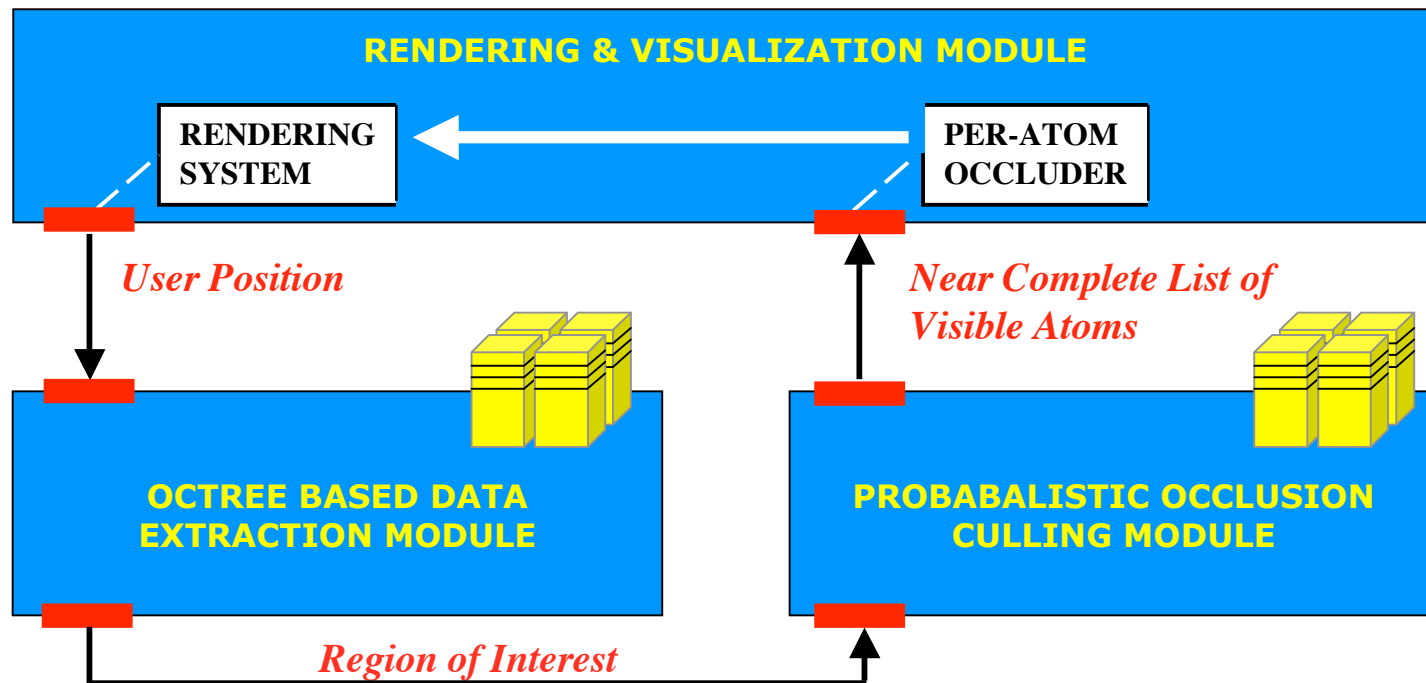 RENDERING & VISUALIZATION MODULE
RENDERING
SYSTEM
PER-ATOM
OCCLUDER
User Position
Near Complete List of
Visible Atoms
OCTREE BASED DATA
EXTRACTION MODULE
PROBABALISTIC OCCLUSION
CULLING MODULE
Region of Interest